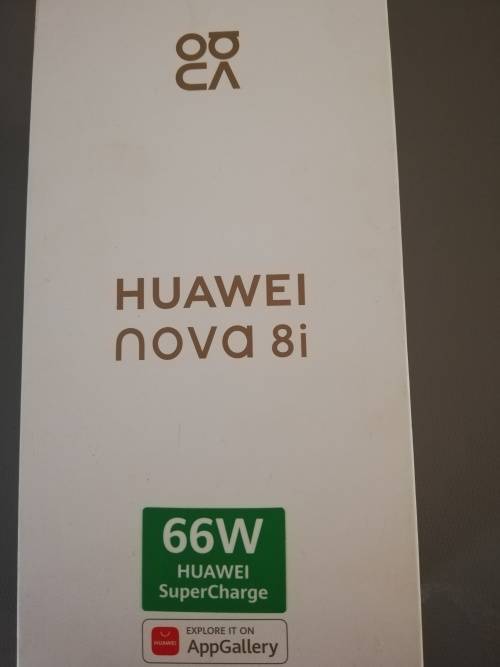 HUAWEI
nova 8i
66W
HUAWEI
SuperCharge
HUAWEI
EXPLORE IT ON
AppGallery